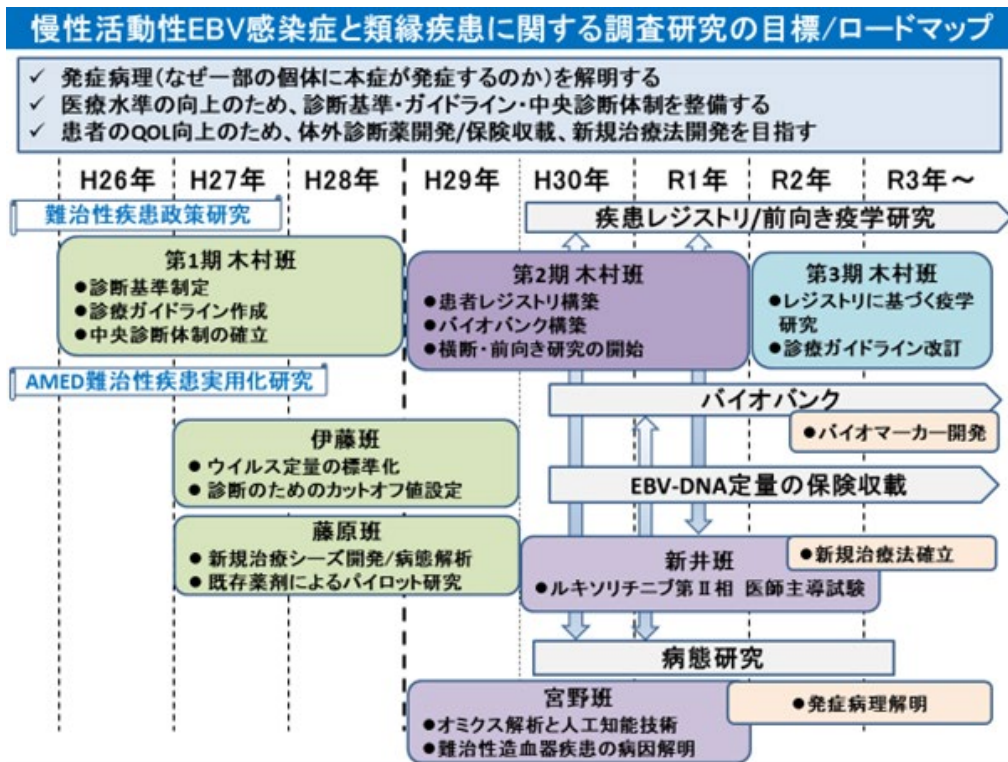 慢性活動性EBV感染症と類縁疾患に関する調査研究の目標/ロードマップ
✓ 発症病理(なぜ一部の個体に本症が発症するのか)を解明する
✓ 医療水準の向上のため、診断基準・ガイドライン・中央診断体制を整備する
✓ 患者のQOL向上のため、体外診断薬開発/保険収載、新規治療法開発を目指す
H26年 H27年 H28年 H29年 H30年 R1年 R2年 R3年～
難治性疾患政策研究
疾患レジストリ/前向き疫学研究
第1期 木村班
●診断基準制定
●診療ガイドライン作成
●中央診断体制の確立
第2期 木村班
●患者レジストリ構築
●バイオバンク構築
●横断・前向き研究の開始
第3期 木村班
●レジストリに基づく疫学
研究
●診療ガイドライン改訂
AMED難治性疾患実用化研究
バイオバンク
●バイオマーカー開発
伊藤班
● ウイルス定量の標準化
● 診断のためのカットオフ値設定
EBV-DNA定量の保険収載
藤原班
● 新規治療シーズ開発/病態解析
● 既存薬剤によるパイロット研究
新井班
● ルキソリチニブ第Ⅱ相 医師主導試験
●新規治療法確立
病態研究
宮野班
●オミクス解析と人工知能技術
●難治性造血器疾患の病因解明
●発症病理解明